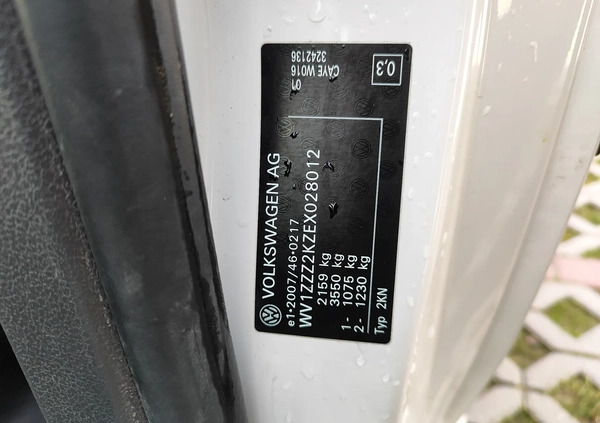 VOLKSWAGEN AG
e1*2007/46*0217
WV1ZZZ2KZEX028012
2159 kg
3550 kg
1- 1075 kg
2- 1230 kg
Typ 2KN
01
CAYE W016
3242136
0,3